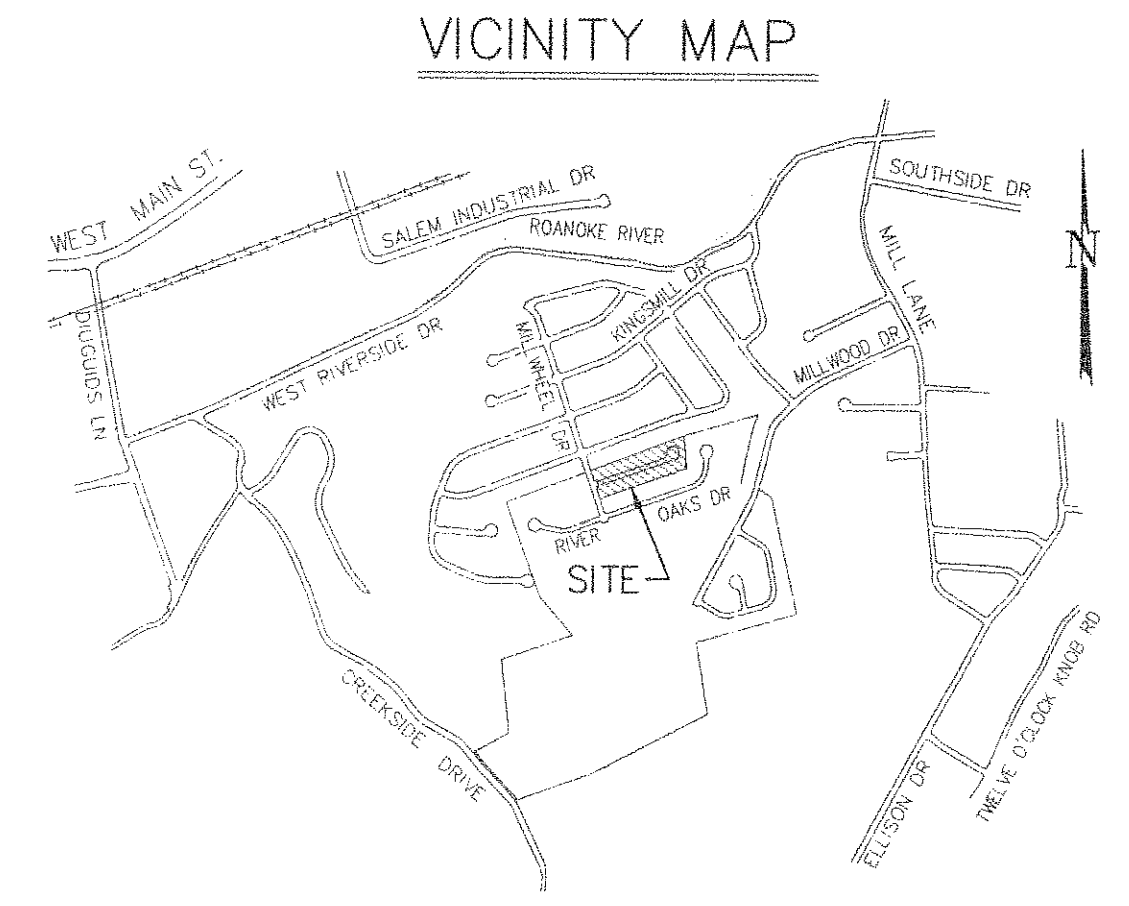 VICINITY MAP
WEST MAIN ST.
SALEM INDUSTRIAL DR
ROANOKE RIVER
SOUTHSIDE DR
N
MILL LANE
DIUGUIDS LN
WEST RIVERSIDE DR
KINGSMILL DR
MILL WHEEL DR
MILLWOOD DR
RIVER OAKS DR
SITE
CREEKSIDE DRIVE
ELLISON DR
TWELVE O'CLOCK KNOB RD